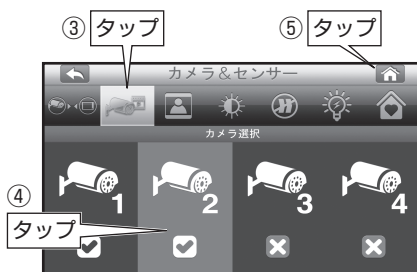 ③ タップ
⑤ タップ
カメラ&センサー
カメラ選択
1 2 3 4
④
タップ